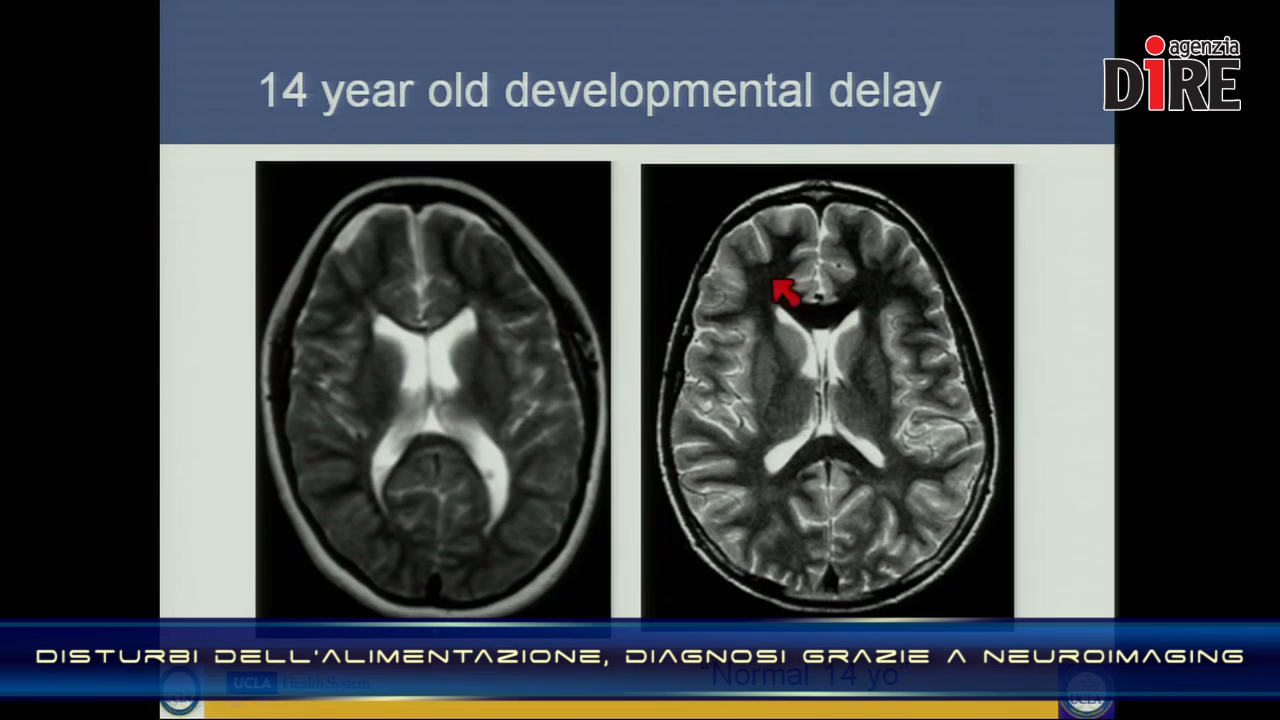 14 year old developmental delay
agenzia
DiRE
DISTURBI DELL'ALIMENTAZIONE, DIAGNOSI GRAZIE A NEUROIMAGING
"Normal 14 yo
UCLA Health System